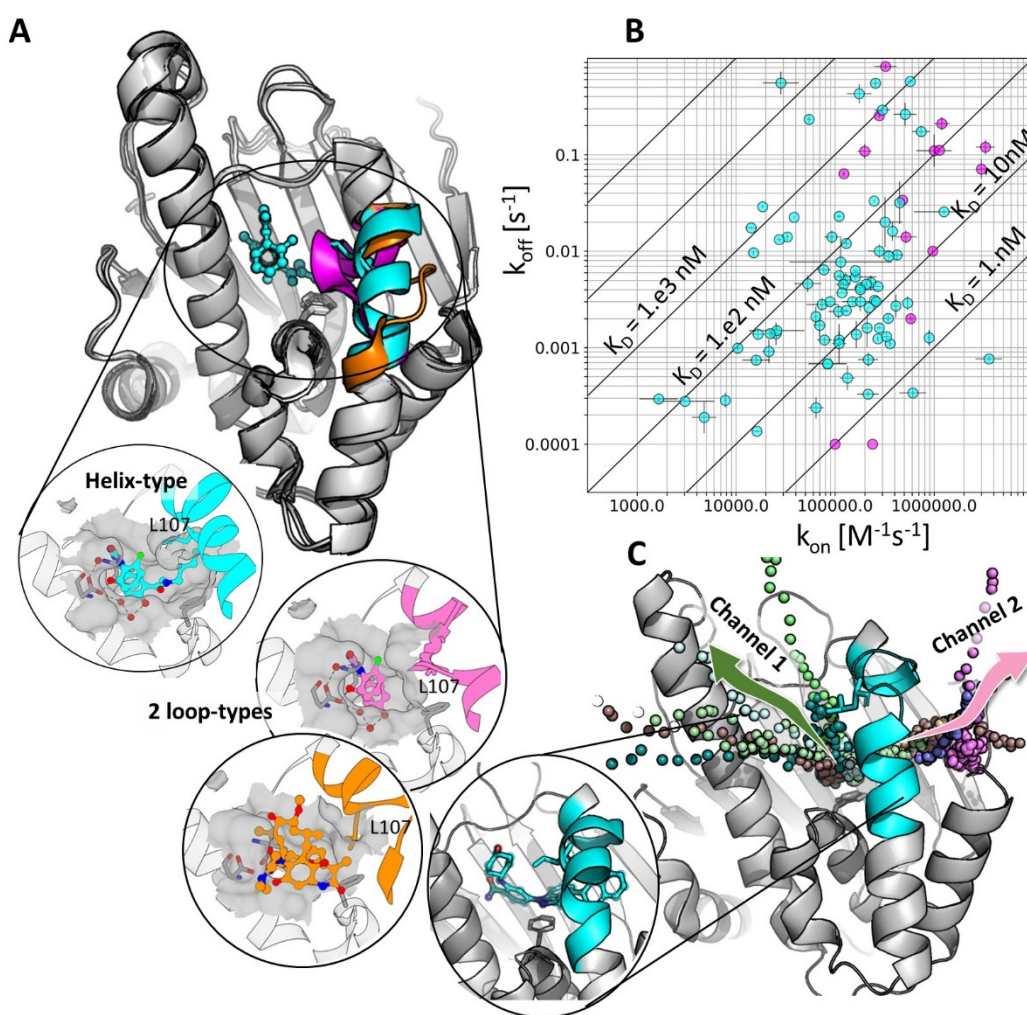 A
B
0.1
0.01
0.001
0.0001
k_off [s⁻¹]
K_D = 1.e3 nM
K_D = 1.e2 nM
K_D = 10nM
K_D = 1.nM
1000.0
10000.0
100000.0
1000000.0
k_on [M⁻¹s⁻¹]
Helix-type
L107
2 loop-types
L107
L107
C
Channel 1
Channel 2